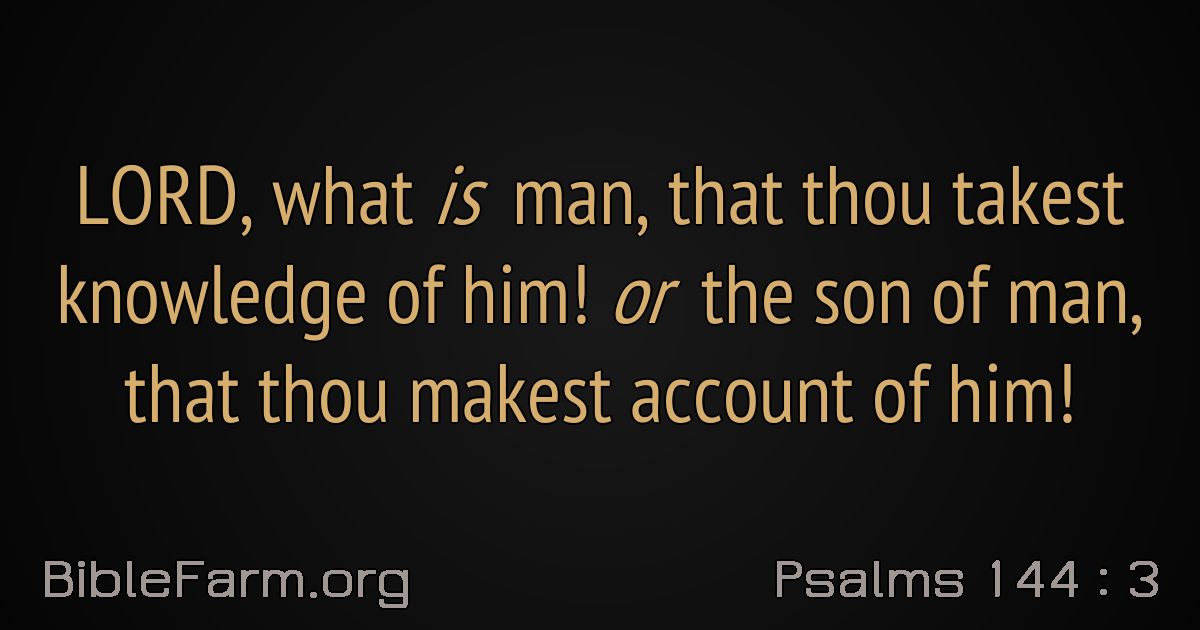 LORD, what is man, that thou takest
knowledge of him! or the son of man,
that thou makest account of him!
BibleFarm.org
Psalms 144 : 3